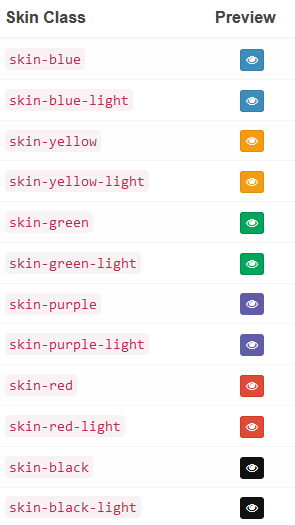 Skin Class Preview
skin-blue
skin-blue-light
skin-yellow
skin-yellow-light
skin-green
skin-green-light
skin-purple
skin-purple-light
skin-red
skin-red-light
skin-black
skin-black-light